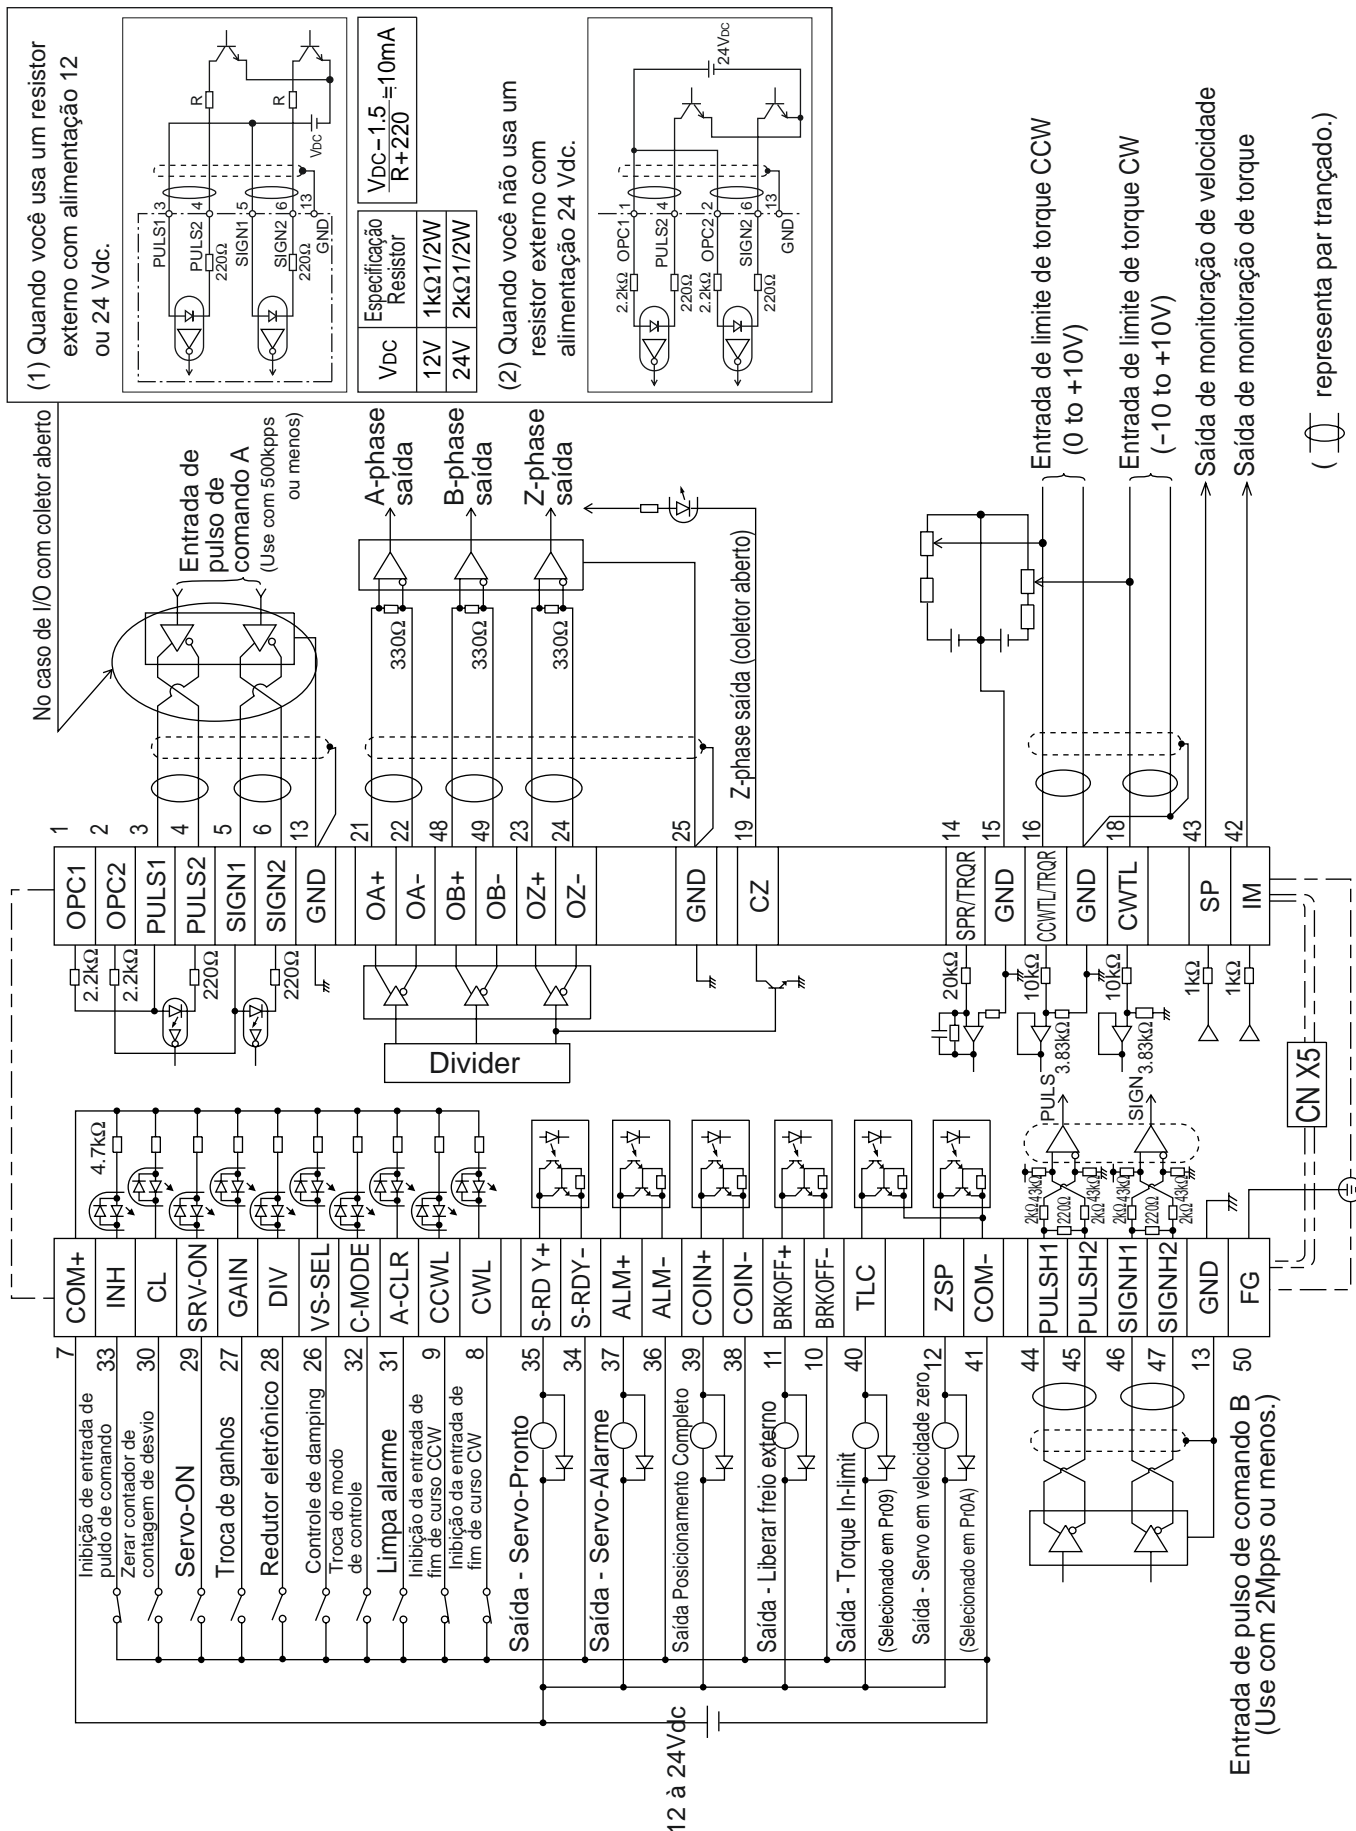 (1) Quando você usa um resistor
externo com alimentação 12
ou 24 Vdc.
PULS1
3
PULS2
4
220Ω
SIGN1
5
SIGN2
6
220Ω
13
GND
R
R
VDC
VDC
Especificação
Resistor
12V
1kΩ1/2W
24V
2kΩ1/2W
VDC−1.5
R+220
≒10mA
(2) Quando você não usa um
resistor externo com
alimentação 24 Vdc.
OPC1
1
2.2kΩ
PULS2
4
220Ω
OPC2
2
2.2kΩ
SIGN2
6
220Ω
13
GND
24VDC
No caso de I/O com coletor aberto
Entrada de
pulso de
comando A
(Use com 500kpps
ou menos)
A-phase
saída
B-phase
saída
Z-phase
saída
330Ω
330Ω
330Ω
Z-phase saída (coletor aberto)
Entrada de limite de torque CCW
(0 to +10V)
Entrada de limite de torque CW
(−10 to +10V)
Saída de monitoração de velocidade
Saída de monitoração de torque
( representa par trançado.)
OPC1
1
OPC2
2
PULS1
3
PULS2
4
SIGN1
5
SIGN2
6
GND
13
OA+
21
OA-
22
OB+
48
OB-
49
OZ+
23
OZ-
24
GND
25
CZ
19
SPR/TRQR
14
GND
15
CCWTL/TRQR
16
GND
CWTL
18
SP
43
IM
42
2.2kΩ
2.2kΩ
220Ω
220Ω
Divider
20kΩ
10kΩ
3.83kΩ
10kΩ
3.83kΩ
1kΩ
1kΩ
CN X5
4.7kΩ
PULS
SIGN
2kΩ
43kΩ
220Ω
2kΩ
43kΩ
2kΩ
43kΩ
220Ω
2kΩ
43kΩ
COM+
7
INH
33
CL
30
SRV-ON
29
GAIN
27
DIV
28
VS-SEL
26
C-MODE
32
A-CLR
31
CCWL
9
CWL
8
S-RD Y+
35
S-RDY-
34
ALM+
37
ALM-
36
COIN+
39
COIN-
38
BRKOFF+
11
BRKOFF-
10
TLC
40
ZSP
12
COM-
41
PULSH1
44
PULSH2
45
SIGNH1
46
SIGNH2
47
GND
13
FG
50
Inibição de entrada de
puldo de comando
Zerar contador de
contagem de desvio
Servo-ON
Troca de ganhos
Redutor eletrônico
Controle de damping
Troca do modo
de controle
Limpa alarme
Inibição da entrada de
fim de curso CCW
Inibição da entrada de
fim de curso CW
Saída - Servo-Pronto
Saída - Servo-Alarme
Saída Posicionamento Completo
Saída - Liberar freio externo
Saída - Torque In-limit
(Selecionado em Pr09)
Saída - Servo em velocidade zero
(Selecionado em Pr0A)
12 à 24Vdc
Entrada de pulso de comando B
(Use com 2Mpps ou menos.)